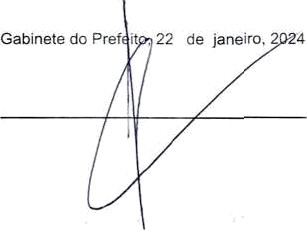 Gabinete do Prefeito, 22 de janeiro, 2024